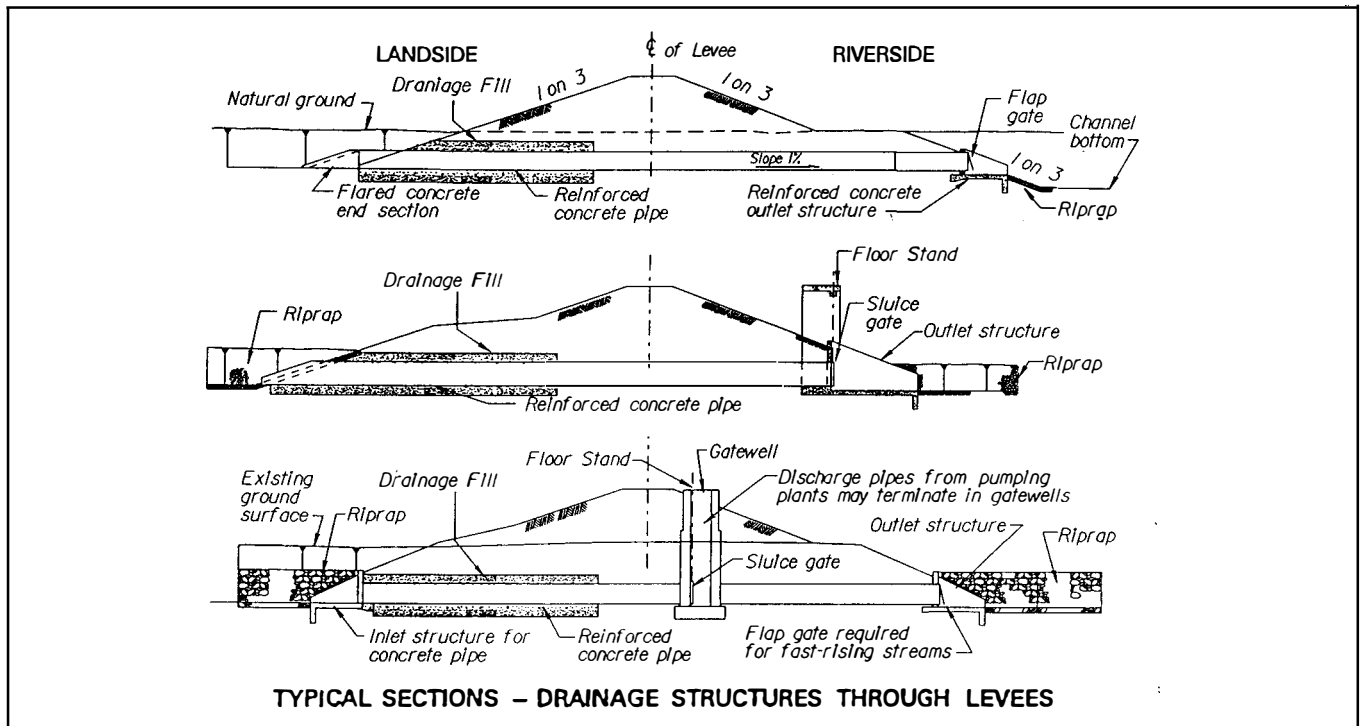 LANDSIDE
℄ of Levee
RIVERSIDE
Draniage Fill
1 on 3
1 on 3
Natural ground
Flap
gate
Channel
bottom
Slope 1%
1 on 3
Flared concrete
end section
Reinforced
concrete pipe
Reinforced concrete
outlet structure
Riprap
Floor Stand
Drainage Fill
Sluice
gate
Riprap
Outlet structure
Riprap
Reinforced concrete pipe
Floor Stand
Gatewell
Existing
ground
surface
Drainage Fill
Discharge pipes from pumping
plants may terminate in gatewells
Riprap
Outlet structure
Riprap
Sluice gate
Inlet structure for
concrete pipe
Reinforced
concrete pipe
Flap gate required
for fast-rising streams
TYPICAL SECTIONS – DRAINAGE STRUCTURES THROUGH LEVEES